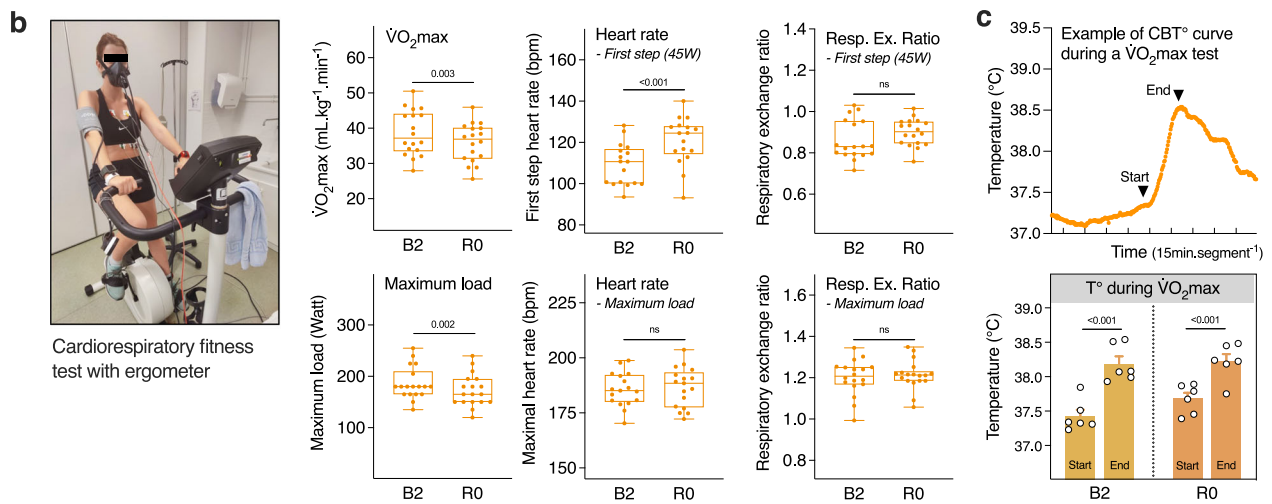 b
Cardiorespiratory fitness
test with ergometer
V̇O₂max
0.003
V̇O₂max (mL.kg⁻¹.min⁻¹)
60
50
40
30
20
B2 R0
Heart rate
- First step (45W)
<0.001
First step heart rate (bpm)
160
140
120
100
80
B2 R0
Resp. Ex. Ratio
- First step (45W)
ns
Respiratory exchange ratio
1.4
1.2
1.0
0.8
0.6
B2 R0
Maximum load
0.002
Maximum load (Watt)
300
200
100
B2 R0
Heart rate
- Maximum load
ns
Maximal heart rate (bpm)
225
200
175
150
B2 R0
Resp. Ex. Ratio
- Maximum load
ns
Respiratory exchange ratio
1.6
1.4
1.2
1.0
0.8
B2 R0
c
Example of CBT° curve
during a V̇O₂max test
End
Start
Temperature (°C)
39.5
38.5
37.5
37.0
Time (15min.segment⁻¹)
T° during V̇O₂max
<0.001 <0.001
Temperature (°C)
39.0
38.5
38.0
37.5
37.0
Start End Start End
B2 R0